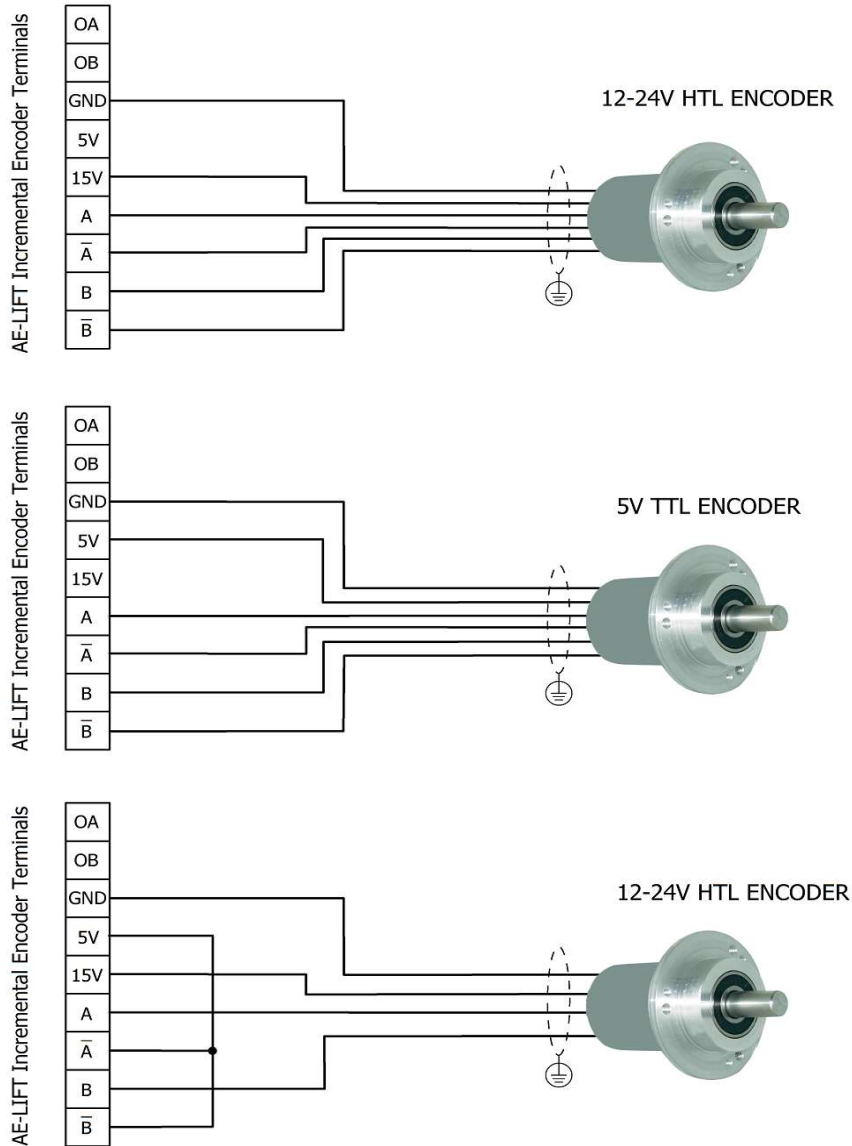 AE-LIFT Incremental Encoder Terminals
OA
OB
GND
5V
15V
A
A̅
B
B̅
12-24V HTL ENCODER
AE-LIFT Incremental Encoder Terminals
OA
OB
GND
5V
15V
A
A̅
B
B̅
5V TTL ENCODER
AE-LIFT Incremental Encoder Terminals
OA
OB
GND
5V
15V
A
A̅
B
B̅
12-24V HTL ENCODER